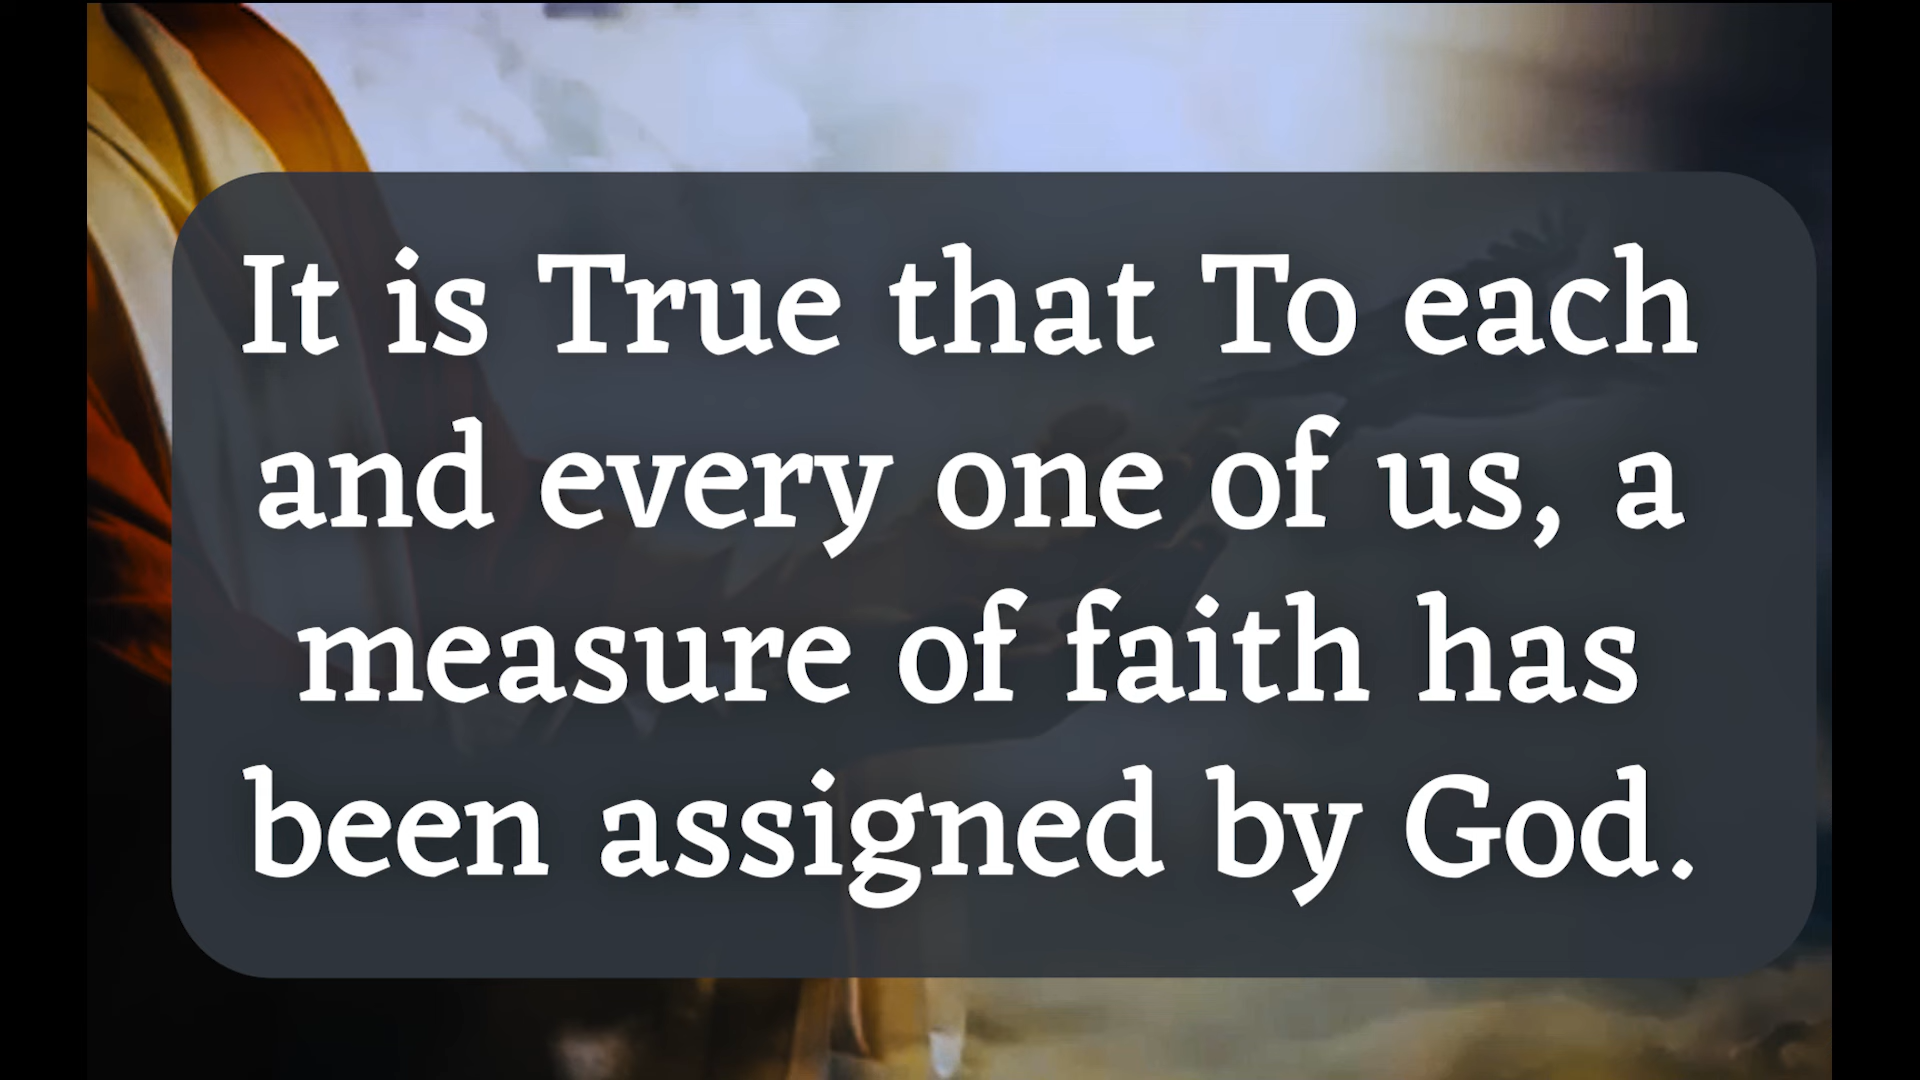 It is True that To each
and every one of us, a
measure of faith has
been assigned by God.